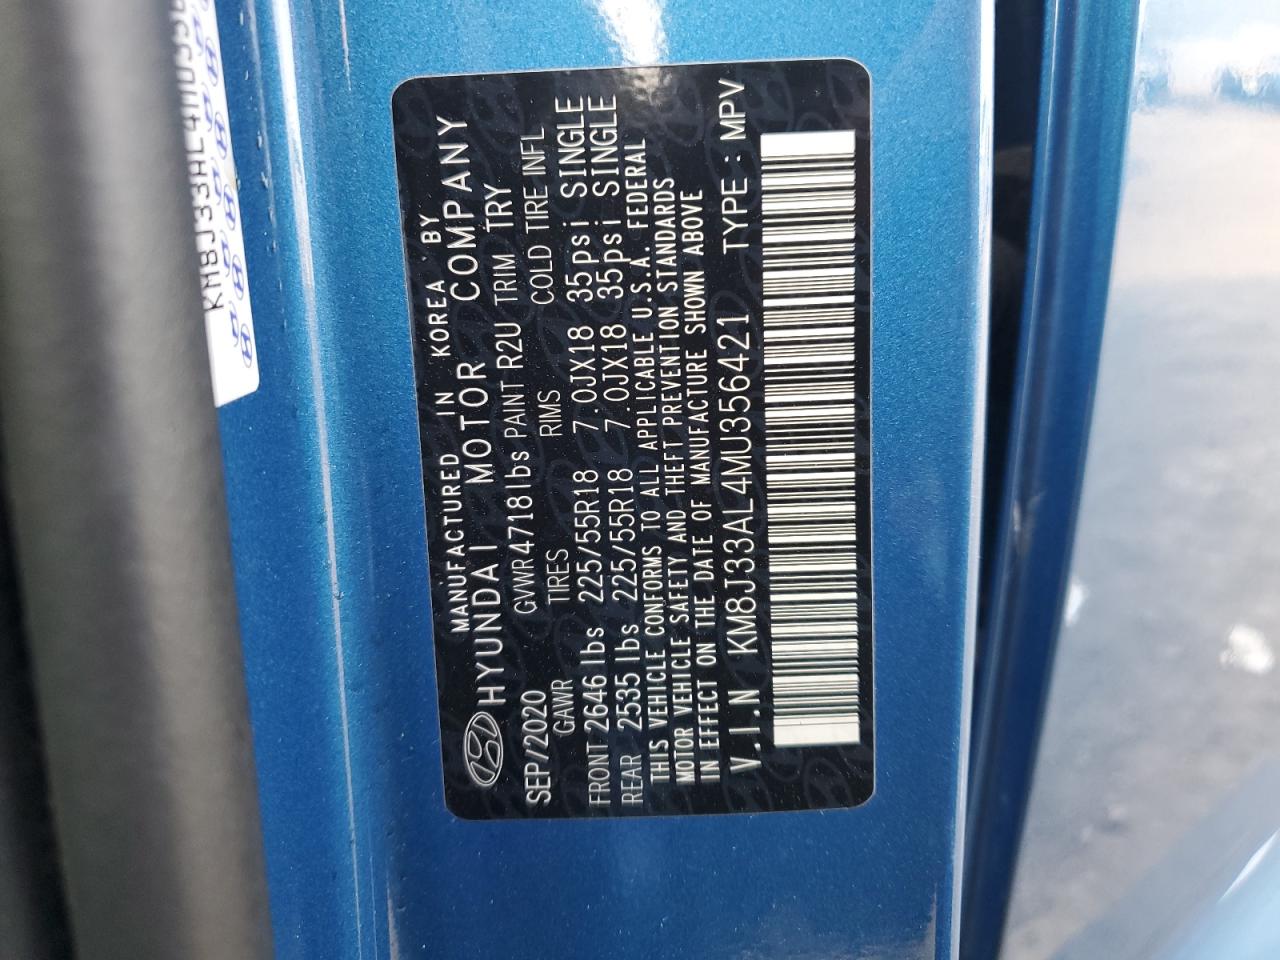 MANUFACTURED IN KOREA BY
HYUNDAI MOTOR COMPANY
SEP/2020 GVWR 4718 lbs PAINT R2U TRIM TRY
GAWR TIRES RIMS COLD TIRE INFL
FRONT 2646 lbs 225/55R18 7.0JX18 35psi SINGLE
REAR 2535 lbs 225/55R18 7.0JX18 35psi SINGLE
THIS VEHICLE CONFORMS TO ALL APPLICABLE U.S.A. FEDERAL
MOTOR VEHICLE SAFETY AND THEFT PREVENTION STANDARDS
IN EFFECT ON THE DATE OF MANUFACTURE SHOWN ABOVE
V.I.N KM8J33AL4MU356421 TYPE : MPV